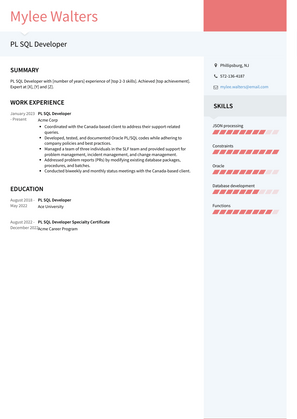 Mylee Walters
PL SQL Developer
SUMMARY
PL SQL Developer with [number of years] experience of [top 2-3 skills]. Achieved [top achievement].
Expert at [X], [Y] and [Z].
WORK EXPERIENCE
January 2019 PL SQL Developer
- Present Acme Corp
• Coordinated with the Canada-based client to address their support-related
queries.
• Developed, tested, and documented Oracle PL/SQL codes while adhering to
company policies and best practices.
• Managed a team of three individuals in the SLF team and provided support for
problem management, incident management, and change management.
• Addressed problem reports (PRs) by modifying existing database packages,
procedures, and batches.
• Conducted biweekly and monthly status meetings with the Canada-based client.
EDUCATION
August 2018 - PL SQL Developer
May 2022 Ace University
August 2022 - PL SQL Developer Specialty Certificate
December 2022 Acme Career Program
Phillipsburg, NJ
572-136-4187
mylee.walters@email.com
SKILLS
JSON processing
Constraints
Oracle
Database development
Functions